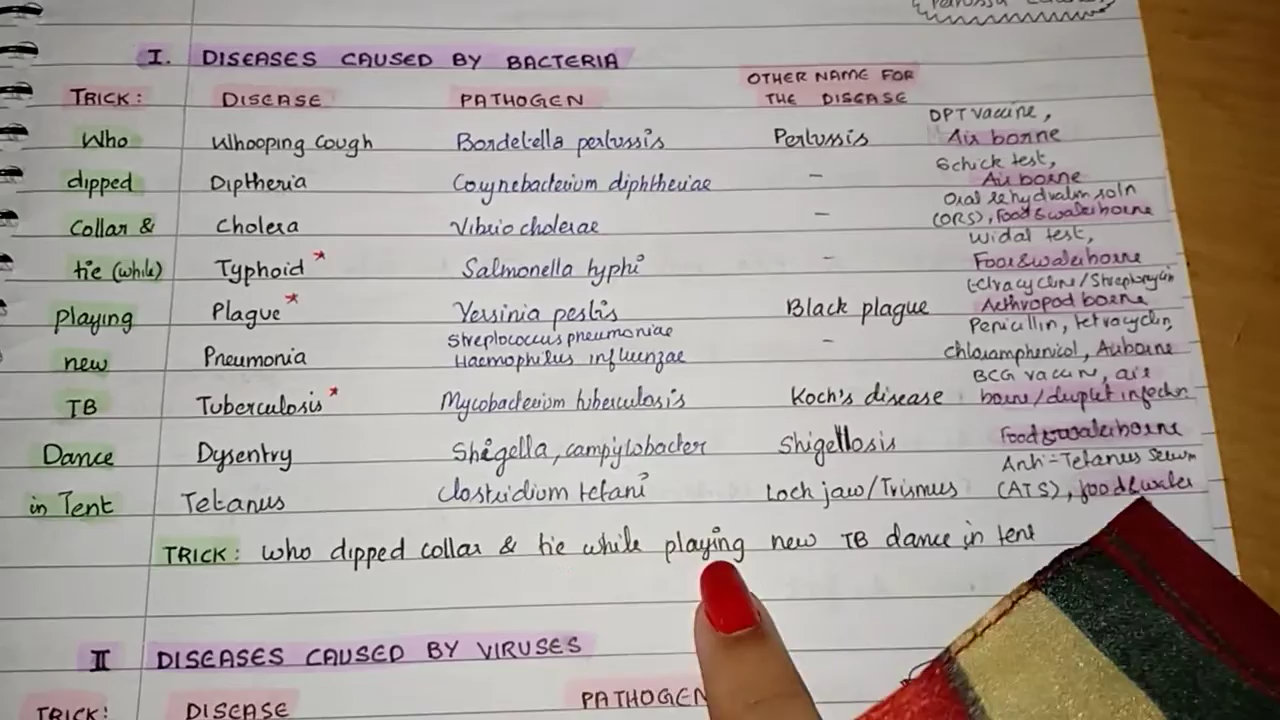 I. DISEASES CAUSED BY BACTERIA
TRICK: DISEASE PATHOGEN OTHER NAME FOR THE DISEASE
Who Whooping Cough Bordetella pertussis Pertussis DPT vaccine, Air borne
dipped Diptheria Corynebacterium diphtheriae - Schick test, Air borne
Collar & Cholera Vibrio cholerae - Oral rehydration soln (ORS), Food & water borne
tie (while) Typhoid * Salmonella typhi - Widal test, Food & water borne
playing Plague * Yersinia pestis Black plague tetracycline/Streptomycin Arthropod borne
new Pneumonia Streptococcus pneumoniae Haemophilus influenzae - Penicillin, tetracyclin, chloramphenicol, Air borne
TB Tuberculosis * Mycobacterium tuberculosis Koch's disease BCG vaccine, air borne/droplet infectn
Dance Dysentry Shigella, campylobacter Shigellosis Food & water borne
in Tent Tetanus Clostridium tetani Lock jaw/Trismus Anti-Tetanus Serum (ATS), food & water
TRICK: who dipped collar & tie while playing new TB dance in tent
II DISEASES CAUSED BY VIRUSES
TRICK: DISEASE PATHOGEN